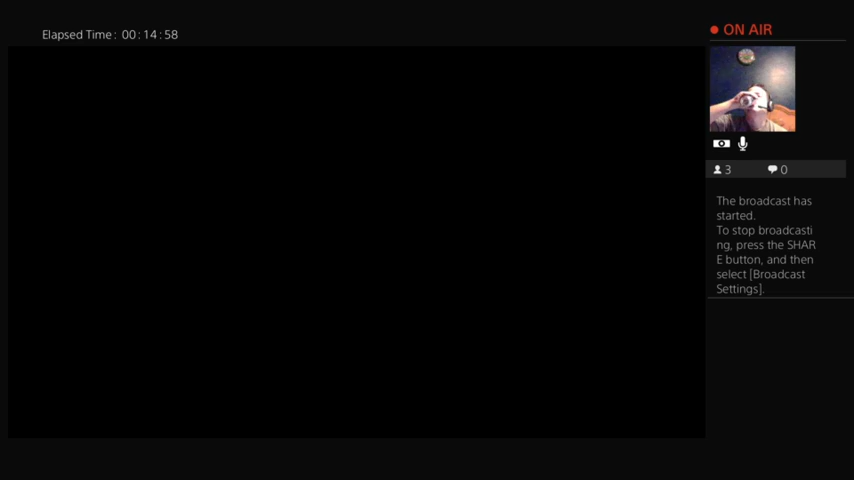 Elapsed Time: 00:14:58
ON AIR
3 0
The broadcast has
started.
To stop broadcasti
ng, press the SHAR
E button, and then
select [Broadcast
Settings].